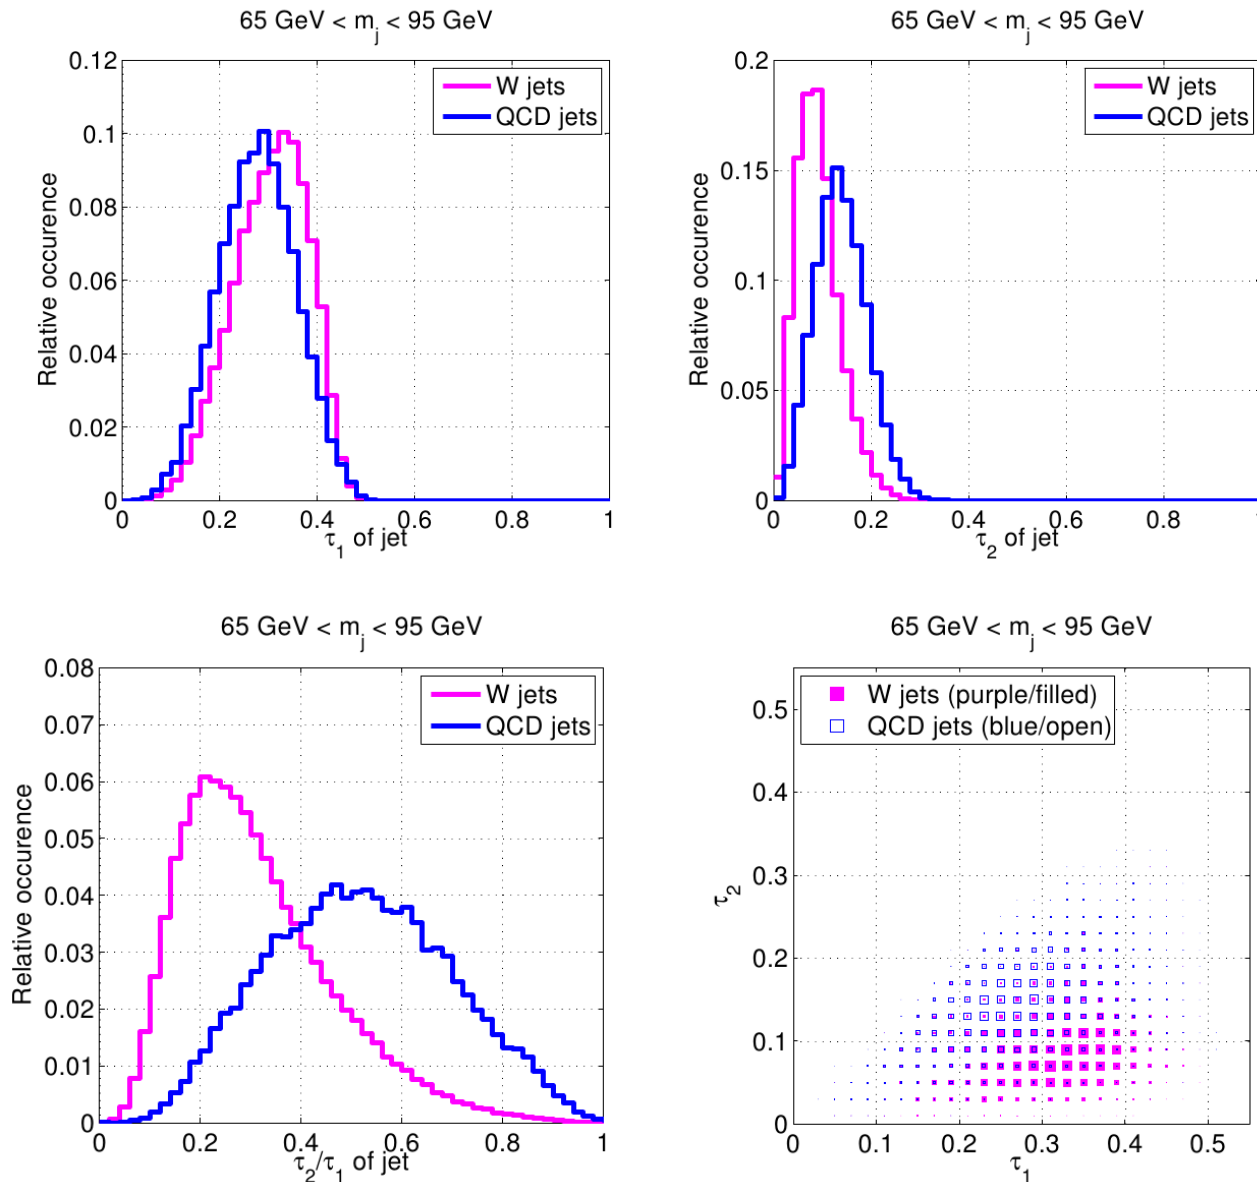 65 GeV < m_j < 95 GeV
0.12
0.1
0.08
0.06
0.04
0.02
0
Relative occurence
W jets
QCD jets
0 0.2 0.4 0.6 0.8 1
τ_1 of jet
65 GeV < m_j < 95 GeV
0.2
0.15
0.1
0.05
0
Relative occurence
W jets
QCD jets
0 0.2 0.4 0.6 0.8
τ_2 of jet
65 GeV < m_j < 95 GeV
0.08
0.07
0.06
0.05
0.04
0.03
0.02
0.01
0
Relative occurence
W jets
QCD jets
0 0.2 0.4 0.6 0.8 1
τ_2/τ_1 of jet
65 GeV < m_j < 95 GeV
0.5
0.4
0.3
0.2
0.1
0
τ_2
W jets (purple/filled)
QCD jets (blue/open)
0 0.1 0.2 0.3 0.4 0.5
τ_1